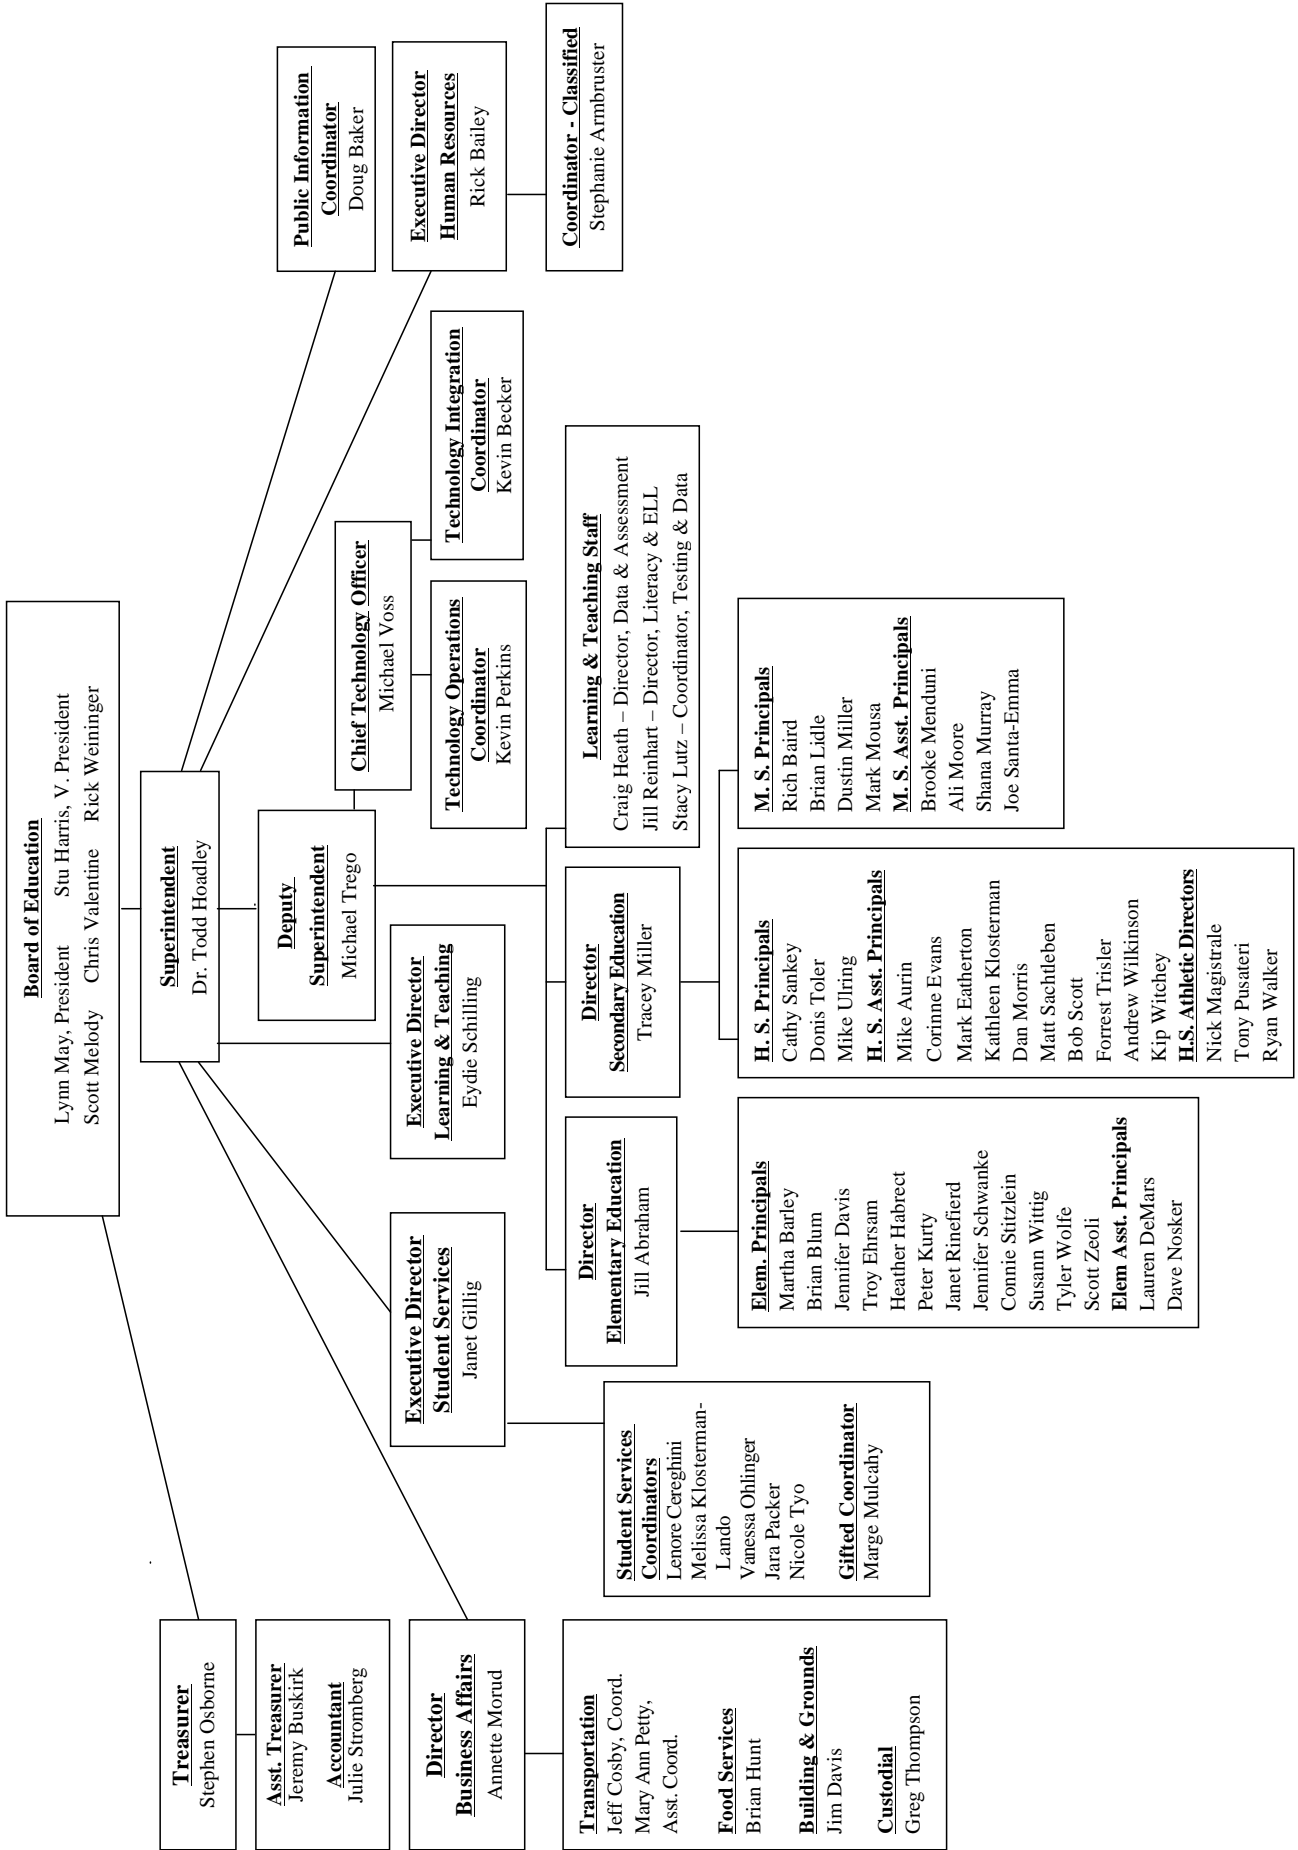 Board of Education
Lynn May, President Stu Harris, V. President
Scott Melody Chris Valentine Rick Weininger
Treasurer
Stephen Osborne
Asst. Treasurer
Jeremy Buskirk
Accountant
Julie Stromberg
Superintendent
Dr. Todd Hoadley
Deputy
Superintendent
Michael Trego
Public Information
Coordinator
Doug Baker
Executive Director
Human Resources
Rick Bailey
Coordinator - Classified
Stephanie Armbruster
Chief Technology Officer
Michael Voss
Technology Operations
Coordinator
Kevin Perkins
Technology Integration
Coordinator
Kevin Becker
Director
Business Affairs
Annette Morud
Executive Director
Student Services
Janet Gillig
Executive Director
Learning & Teaching
Eydie Schilling
Transportation
Jeff Cosby, Coord.
Mary Ann Petty,
Asst. Coord.
Food Services
Brian Hunt
Building & Grounds
Jim Davis
Custodial
Greg Thompson
Student Services
Coordinators
Lenore Cereghini
Melissa Klosterman-
Lando
Vanessa Ohlinger
Jara Packer
Nicole Tyo
Gifted Coordinator
Marge Mulcahy
Director
Elementary Education
Jill Abraham
Director
Secondary Education
Tracey Miller
Learning & Teaching Staff
Craig Heath – Director, Data & Assessment
Jill Reinhart – Director, Literacy & ELL
Stacy Lutz – Coordinator, Testing & Data
Elem. Principals
Martha Barley
Brian Blum
Jennifer Davis
Troy Ehrsam
Heather Habrect
Peter Kurty
Janet Rinefierd
Jennifer Schwanke
Connie Stitzlein
Susann Wittig
Tyler Wolfe
Scott Zeoli
Elem Asst. Principals
Lauren DeMars
Dave Nosker
H. S. Principals
Cathy Sankey
Donis Toler
Mike Ulring
H. S. Asst. Principals
Mike Aurin
Corinne Evans
Mark Eatherton
Kathleen Klosterman
Dan Morris
Matt Sachtleben
Bob Scott
Forrest Trisler
Andrew Wilkinson
Kip Witchey
H.S. Athletic Directors
Nick Magistrale
Tony Pusateri
Ryan Walker
M. S. Principals
Rich Baird
Brian Lidle
Dustin Miller
Mark Mousa
M. S. Asst. Principals
Brooke Menduni
Ali Moore
Shana Murray
Joe Santa-Emma